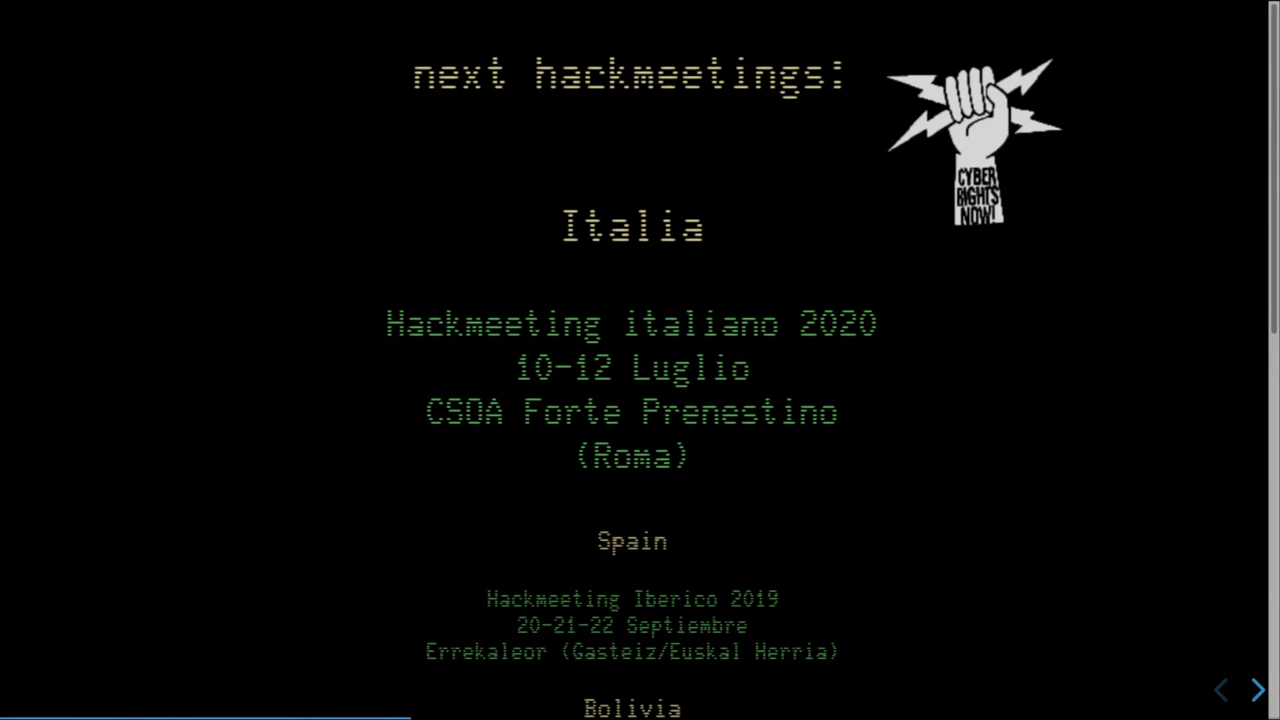 next hackmeetings:
CYBER
RIGHTS
NOW!
Italia
Hackmeeting italiano 2020
10-12 Luglio
CSOA Forte Prenestino
(Roma)
Spain
Hackmeeting Iberico 2019
20-21-22 Septiembre
Errekaleor (Gasteiz/Euskal Herria)
Bolivia